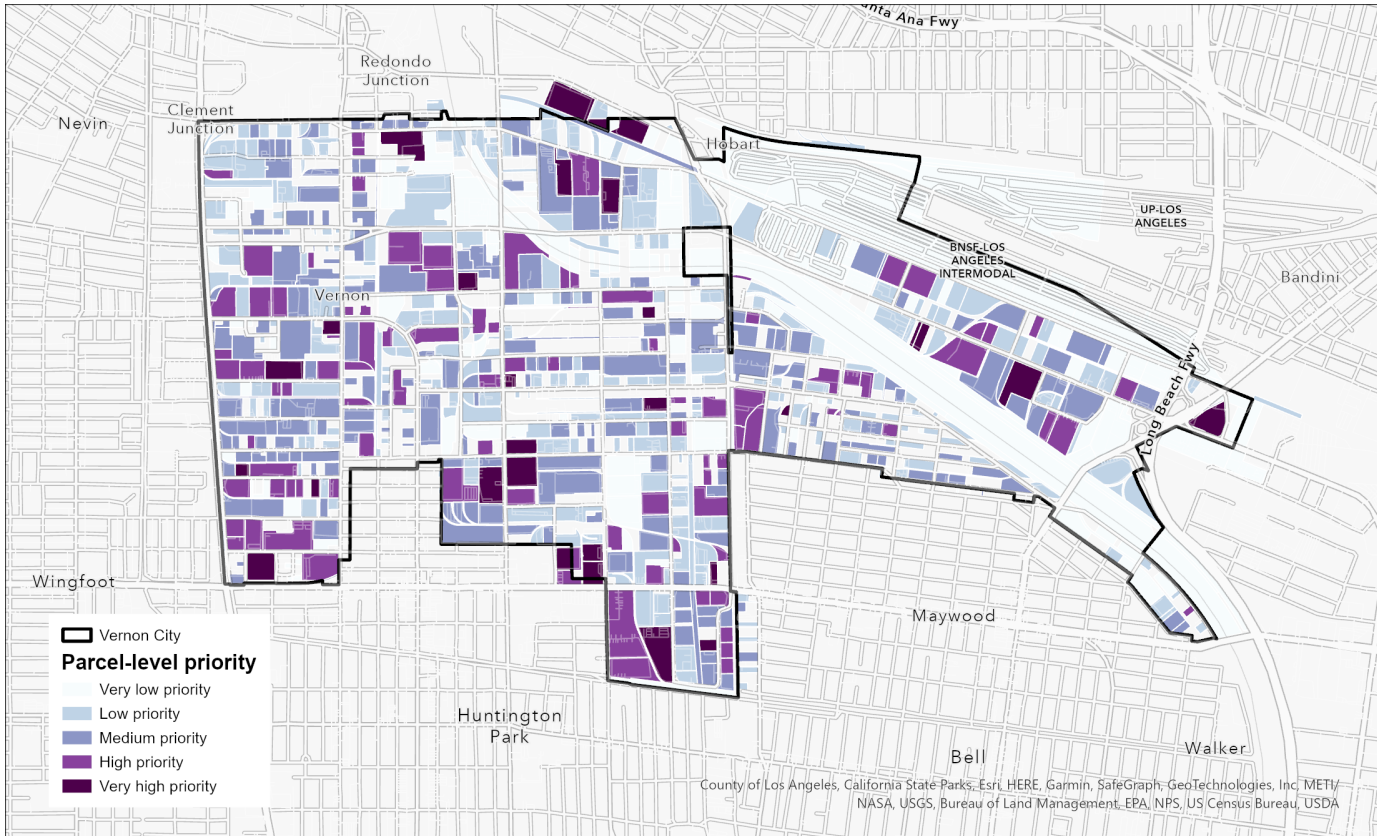 anta Ana Fwy
Redondo
Junction
Clement
Junction
Nevin
Hobart
UP-LOS
ANGELES
BNSF-LOS
ANGELES
INTERMODAL
Bandini
Vernon
Long Beach Fwy
Wingfoot
Maywood
Vernon City
Parcel-level priority
Very low priority
Low priority
Medium priority
High priority
Very high priority
Huntington
Park
Bell
Walker
County of Los Angeles, California State Parks, Esri, HERE, Garmin, SafeGraph, GeoTechnologies, Inc, METI/
NASA, USGS, Bureau of Land Management, EPA, NPS, US Census Bureau, USDA